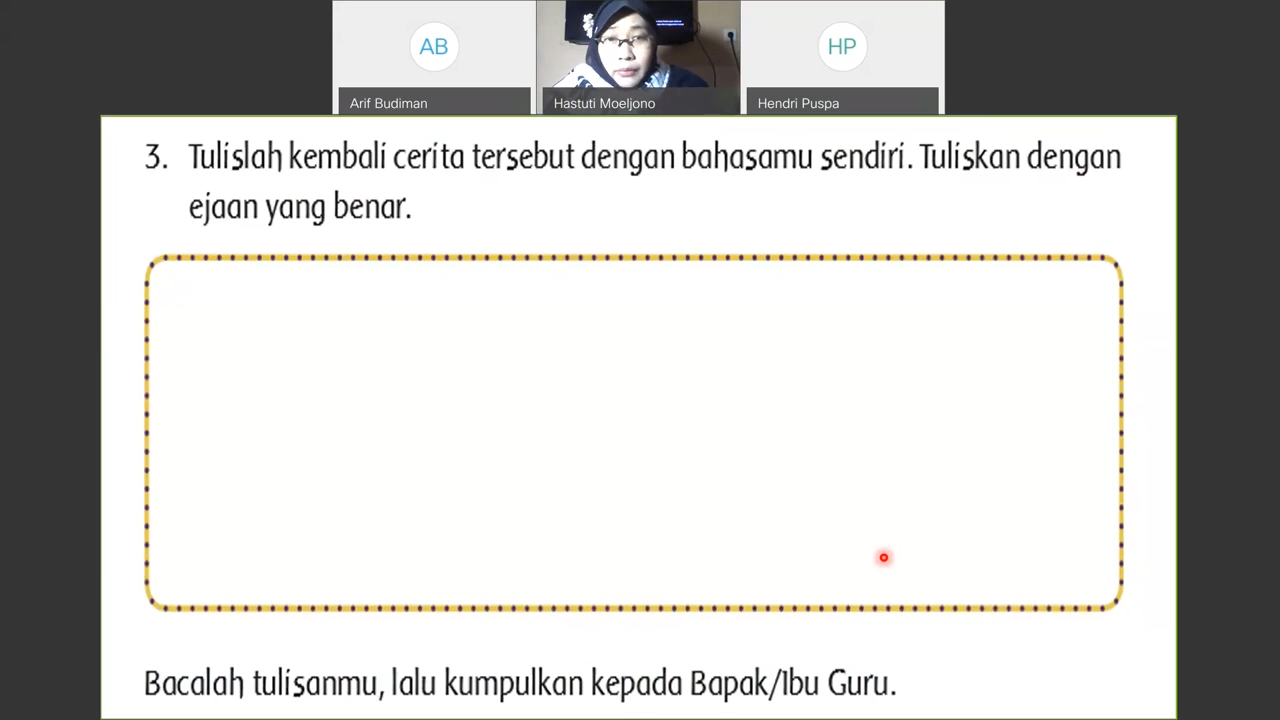 AB
HP
Arif Budiman
Hastuti Moeljono
Hendri Puspa
3. Tulislah kembali cerita tersebut dengan bahasamu sendiri. Tuliskan dengan
ejaan yang benar.
Bacalah tulisanmu, lalu kumpulkan kepada Bapak/Ibu Guru.